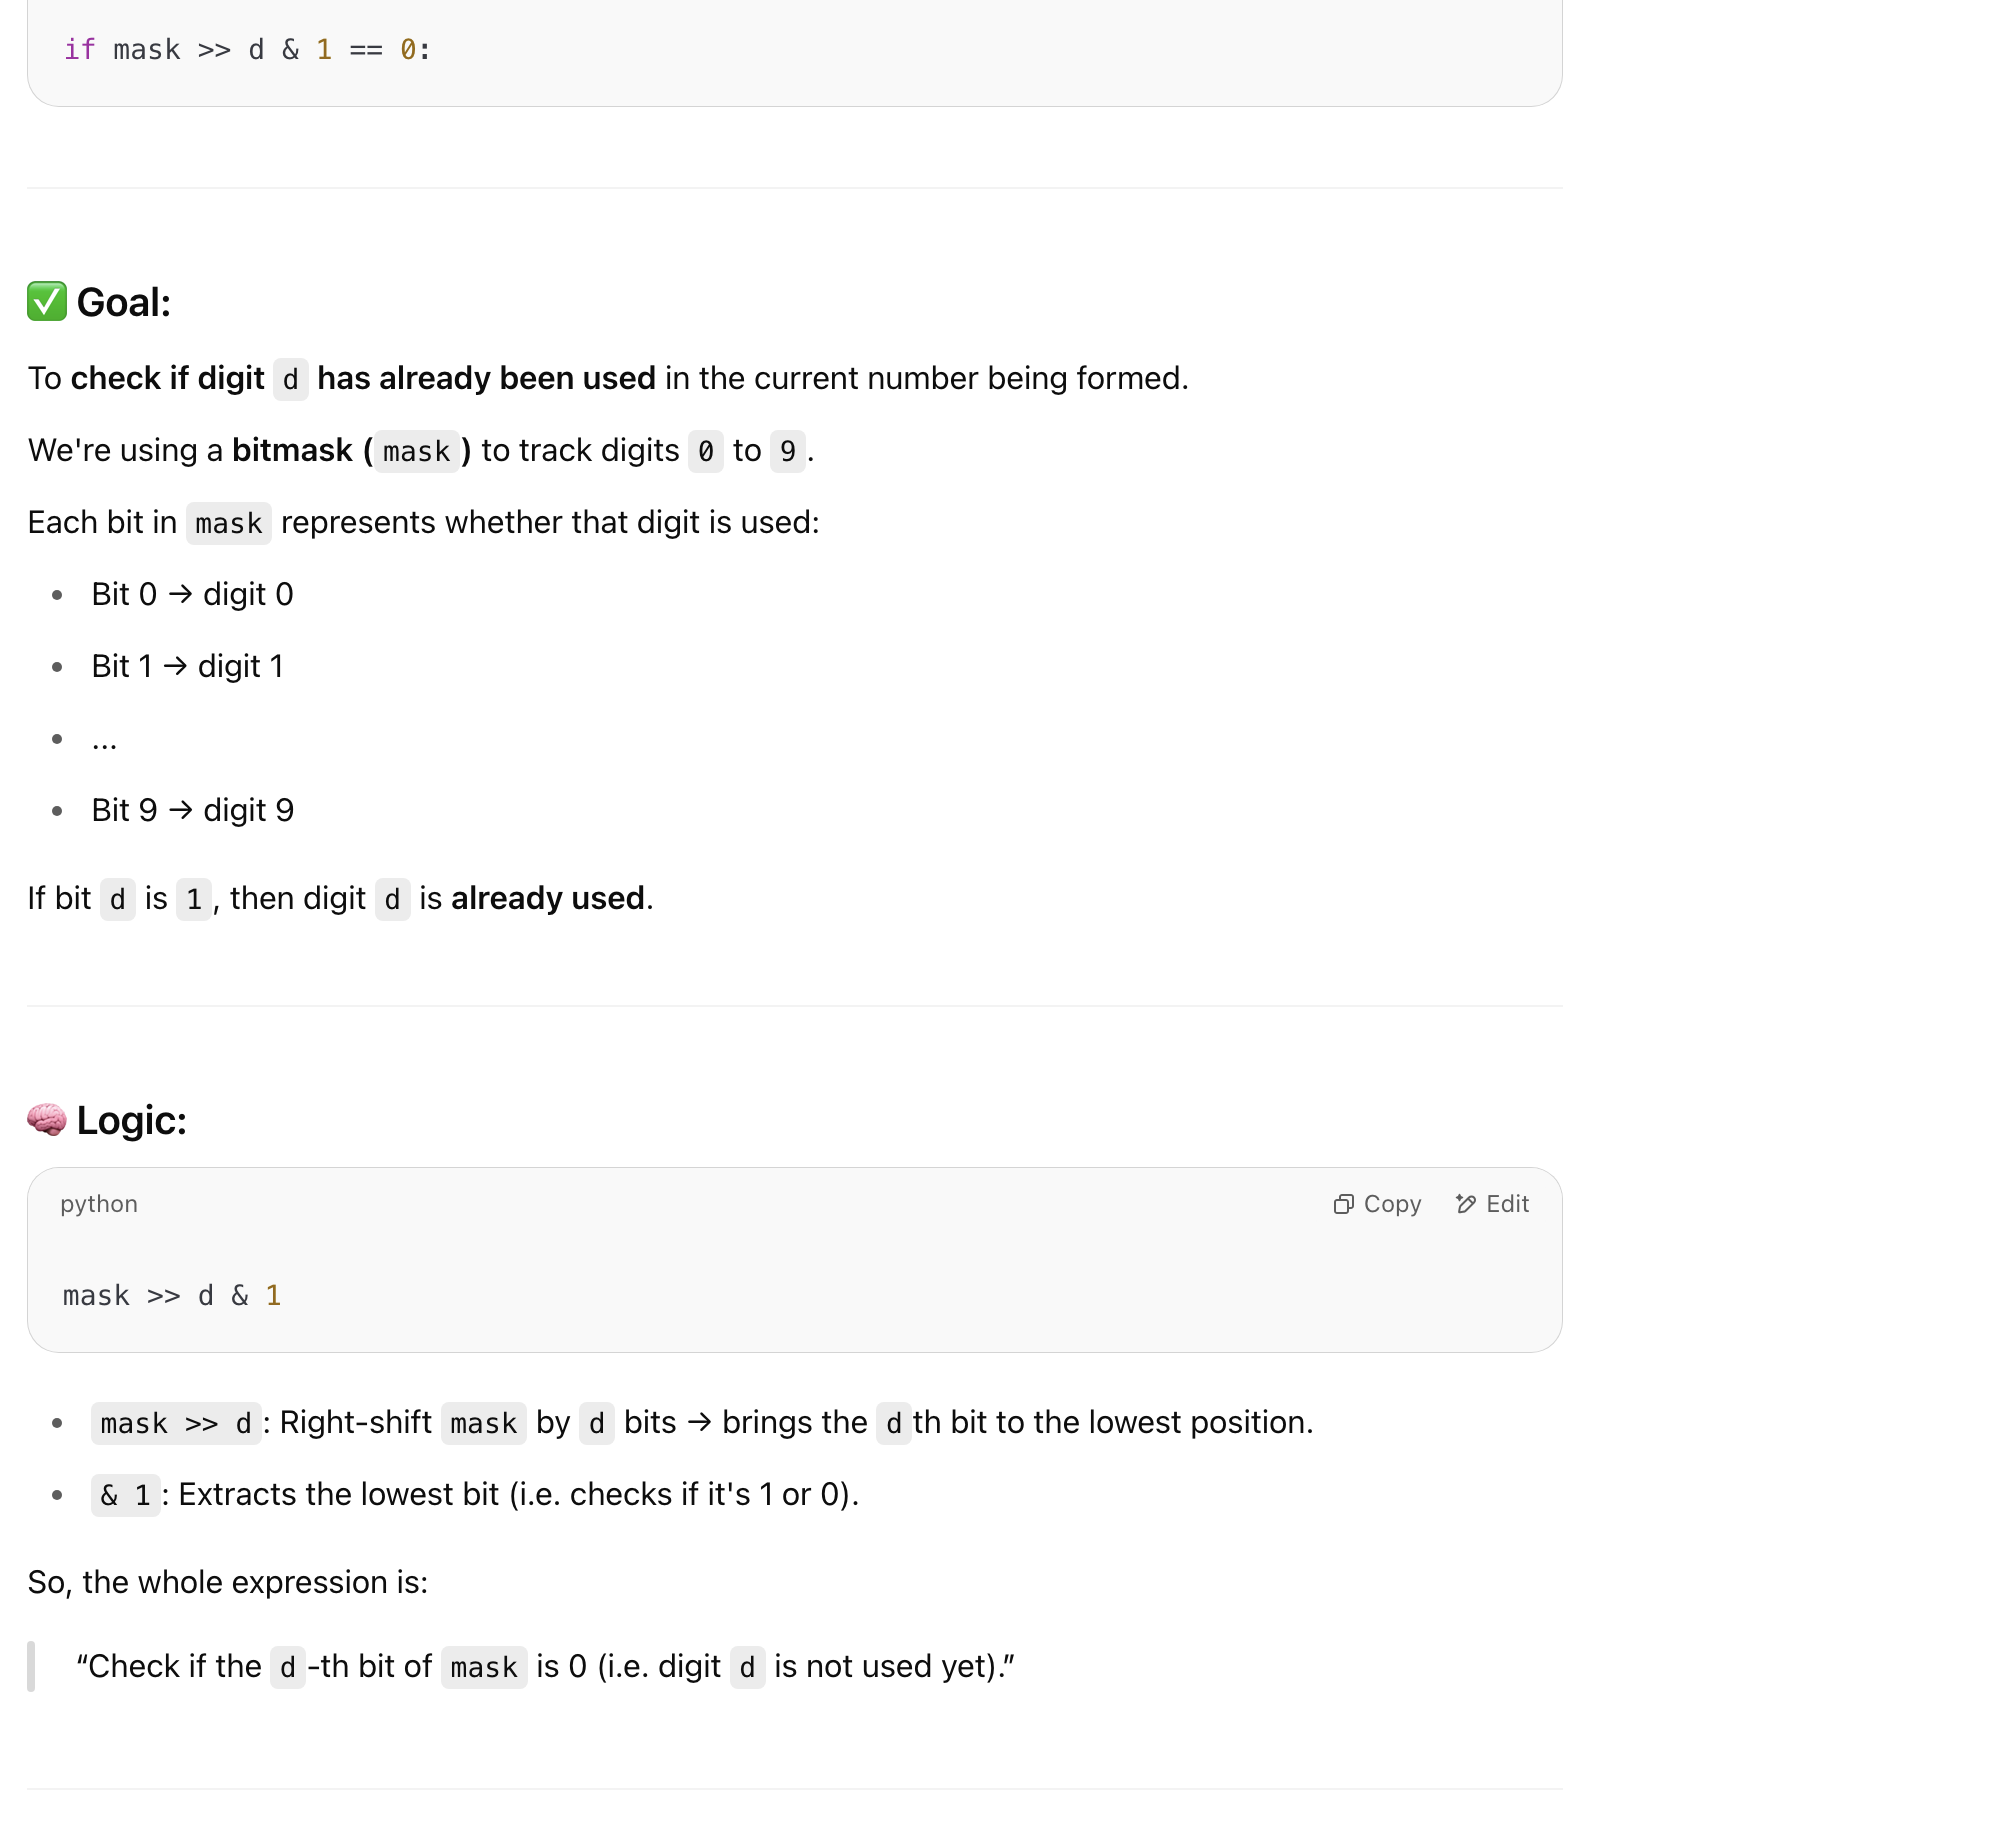 if mask >> d & 1 == 0:
✅ Goal:
To check if digit d has already been used in the current number being formed.
We're using a bitmask (mask) to track digits 0 to 9.
Each bit in mask represents whether that digit is used:
• Bit 0 → digit 0
• Bit 1 → digit 1
• ...
• Bit 9 → digit 9
If bit d is 1, then digit d is already used.
🧠 Logic:
python Copy Edit
mask >> d & 1
• mask >> d: Right-shift mask by d bits → brings the dth bit to the lowest position.
• & 1: Extracts the lowest bit (i.e. checks if it's 1 or 0).
So, the whole expression is:
“Check if the d-th bit of mask is 0 (i.e. digit d is not used yet).”